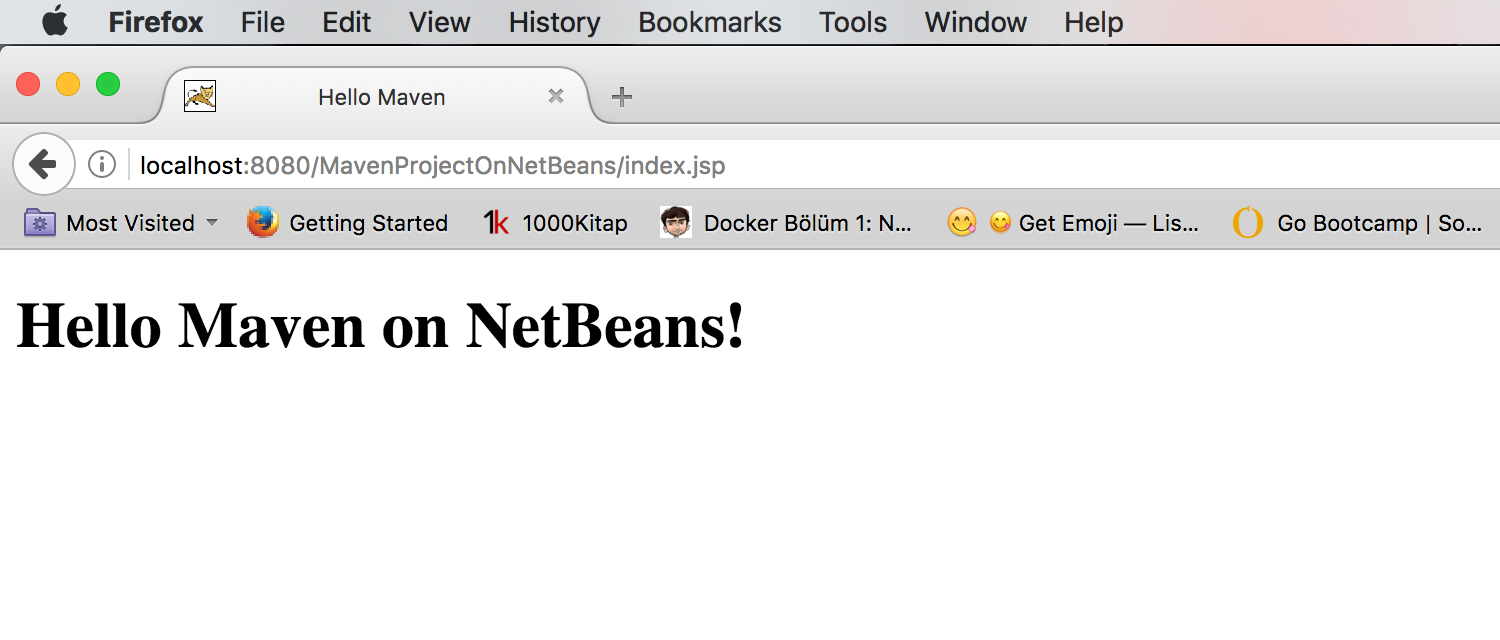 Firefox File Edit View History Bookmarks Tools Window Help
Hello Maven
localhost:8080/MavenProjectOnNetBeans/index.jsp
Most Visited Getting Started 1k 1000Kitap Docker Bölüm 1: N... 😋 Get Emoji — Lis... Go Bootcamp | So...
Hello Maven on NetBeans!